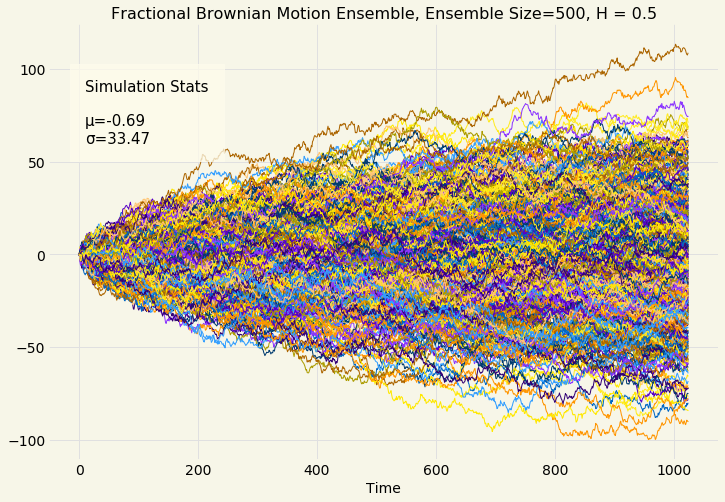 Fractional Brownian Motion Ensemble, Ensemble Size=500, H = 0.5
100
50
0
−50
−100
Simulation Stats
μ=-0.69
σ=33.47
0 200 400 600 800 1000
Time